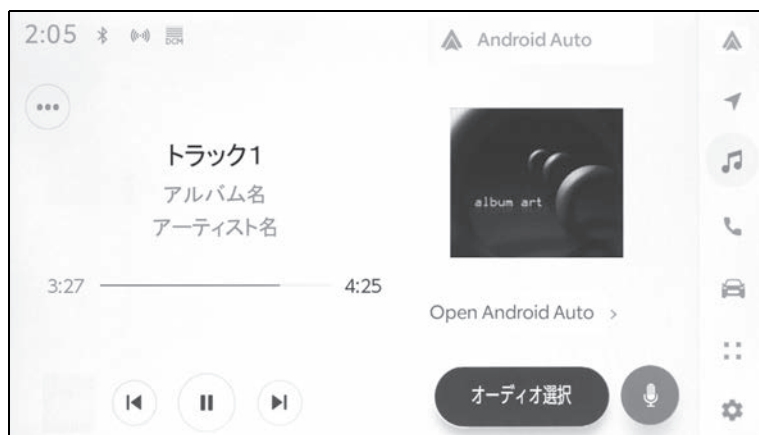 2:05
DCM
Android Auto
トラック1
アルバム名
アーティスト名
album art
3:27
4:25
Open Android Auto >
オーディオ選択